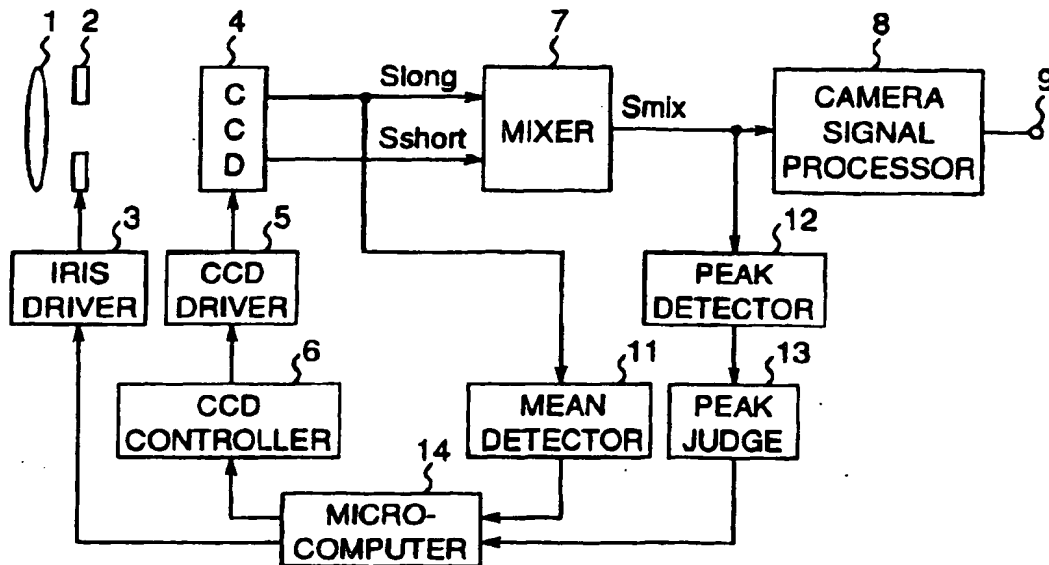 1
2
4
7
8
9
C
C
D
Slong
Sshort
MIXER
Smix
CAMERA
SIGNAL
PROCESSOR
3
5
12
IRIS
DRIVER
CCD
DRIVER
PEAK
DETECTOR
6
11
13
CCD
CONTROLLER
MEAN
DETECTOR
PEAK
JUDGE
14
MICRO-
COMPUTER